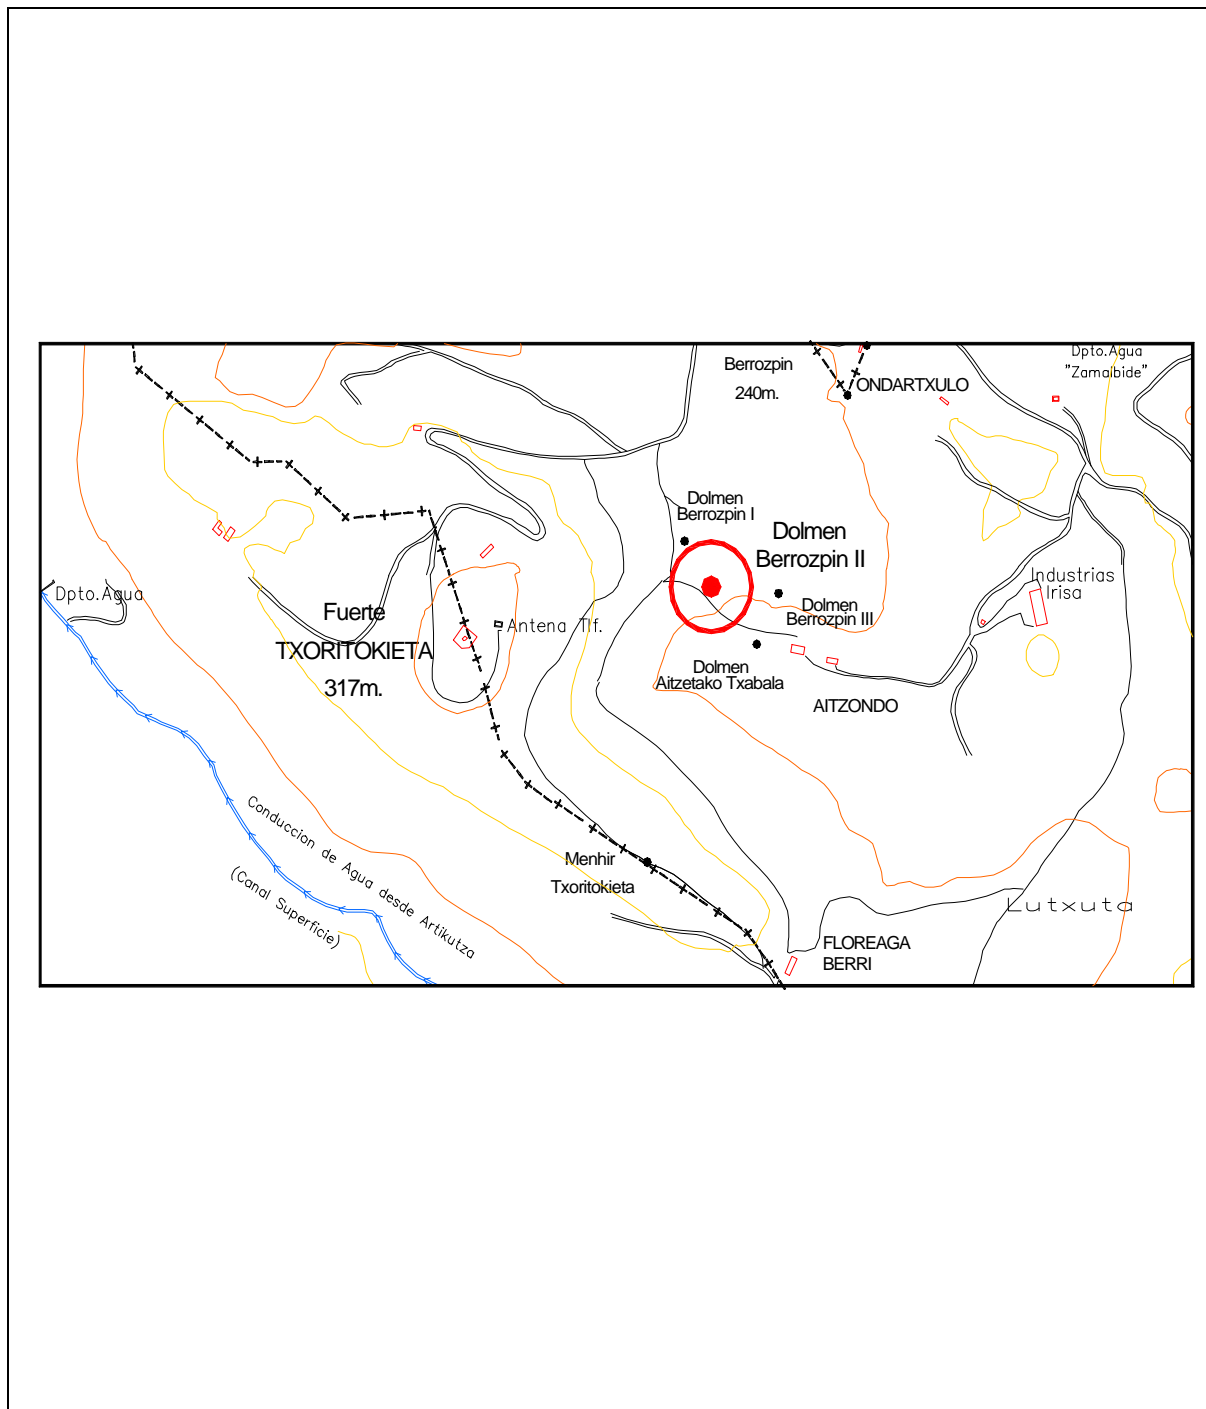 Berrozpin
240m.
ONDARTXULO
Dpto.Agua
"Zamalbide"
Dolmen
Berrozpin I
Dolmen
Berrozpin II
Dolmen
Berrozpin III
Industrias
Irisa
Dpto.Agua
Fuerte
TXORITOKIETA
317m.
Antena Tlf.
Dolmen
Aitzetako Txabala
AITZONDO
Conduccion de Agua desde Artikutza
(Canal Superficie)
Menhir
Txoritokieta
Lutxuta
FLOREAGA
BERRI